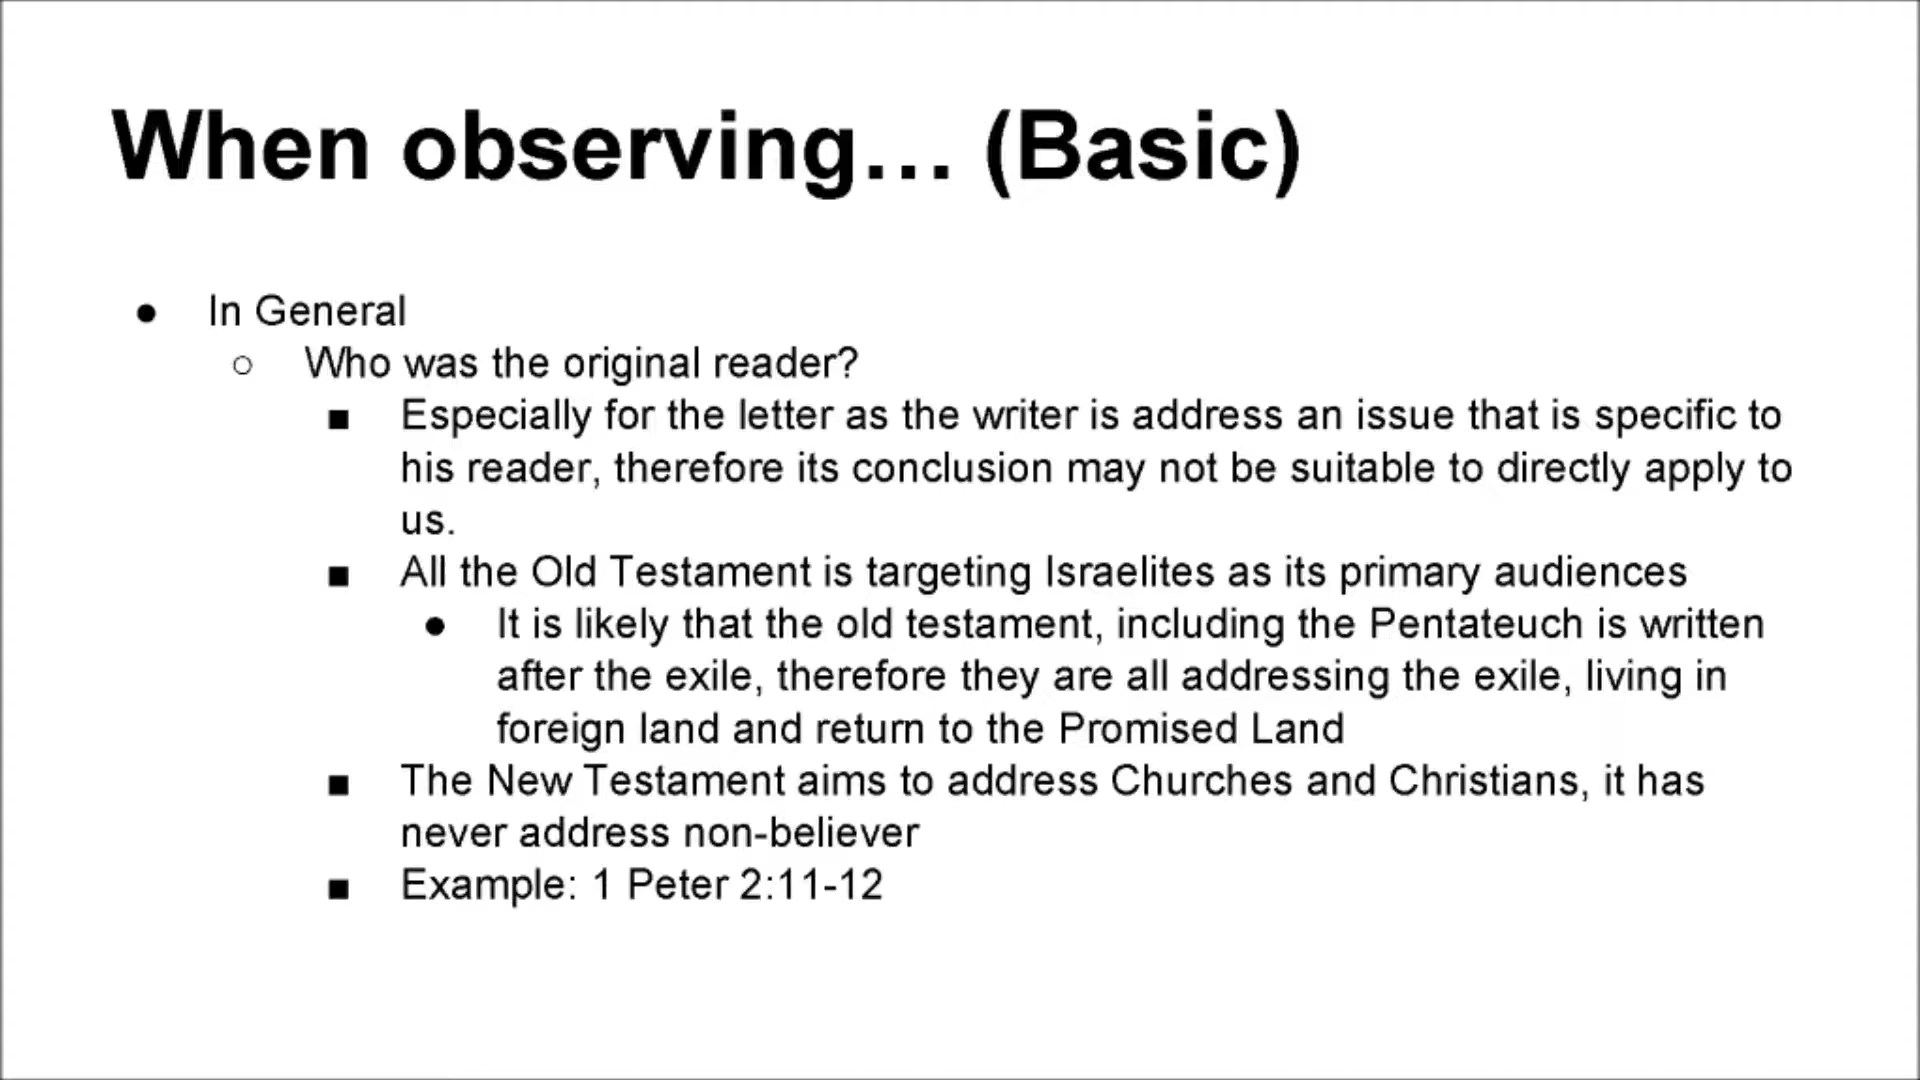 When observing… (Basic)
● In General
○ Who was the original reader?
■ Especially for the letter as the writer is address an issue that is specific to
his reader, therefore its conclusion may not be suitable to directly apply to
us.
■ All the Old Testament is targeting Israelites as its primary audiences
● It is likely that the old testament, including the Pentateuch is written
after the exile, therefore they are all addressing the exile, living in
foreign land and return to the Promised Land
■ The New Testament aims to address Churches and Christians, it has
never address non-believer
■ Example: 1 Peter 2:11-12